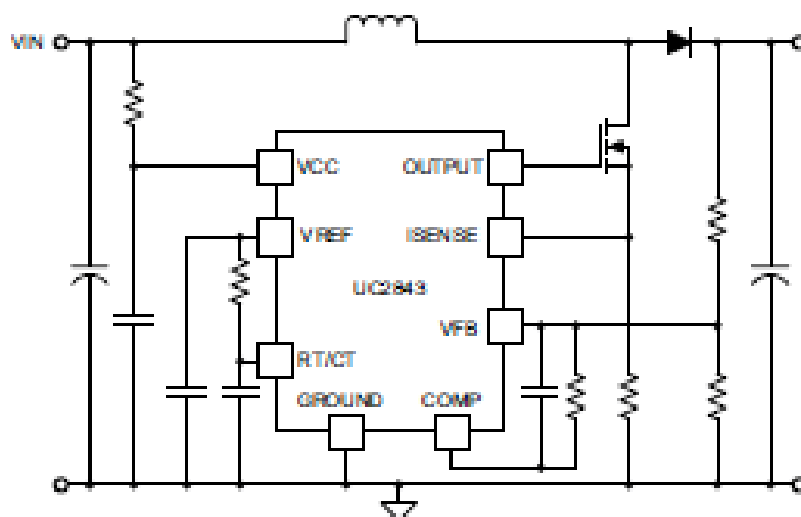 VIN
VCC
OUTPUT
VREF
ISENSE
UC2843
VFB
RT/CT
GROUND
COMP